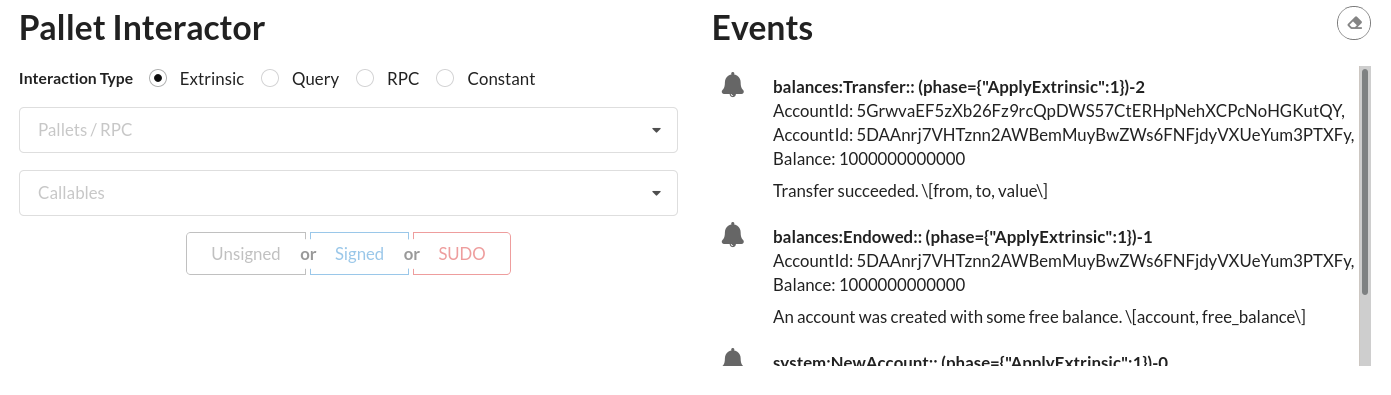 Pallet Interactor
Interaction Type Extrinsic Query RPC Constant
Pallets / RPC
Callables
Unsigned or Signed or SUDO
Events
balances:Transfer:: (phase={"ApplyExtrinsic":1})-2
AccountId: 5GrwvaEF5zXb26Fz9rcQpDWS57CtERHpNehXCPcNoHGKutQY,
AccountId: 5DAAnrj7VHTznn2AWBemMuyBwZWs6FNFjdyVXUeYum3PTXFy,
Balance: 1000000000000
Transfer succeeded. \[from, to, value\]
balances:Endowed:: (phase={"ApplyExtrinsic":1})-1
AccountId: 5DAAnrj7VHTznn2AWBemMuyBwZWs6FNFjdyVXUeYum3PTXFy,
Balance: 1000000000000
An account was created with some free balance. \[account, free_balance\]
system:NewAccount:: (phase={"ApplyExtrinsic":1})-0